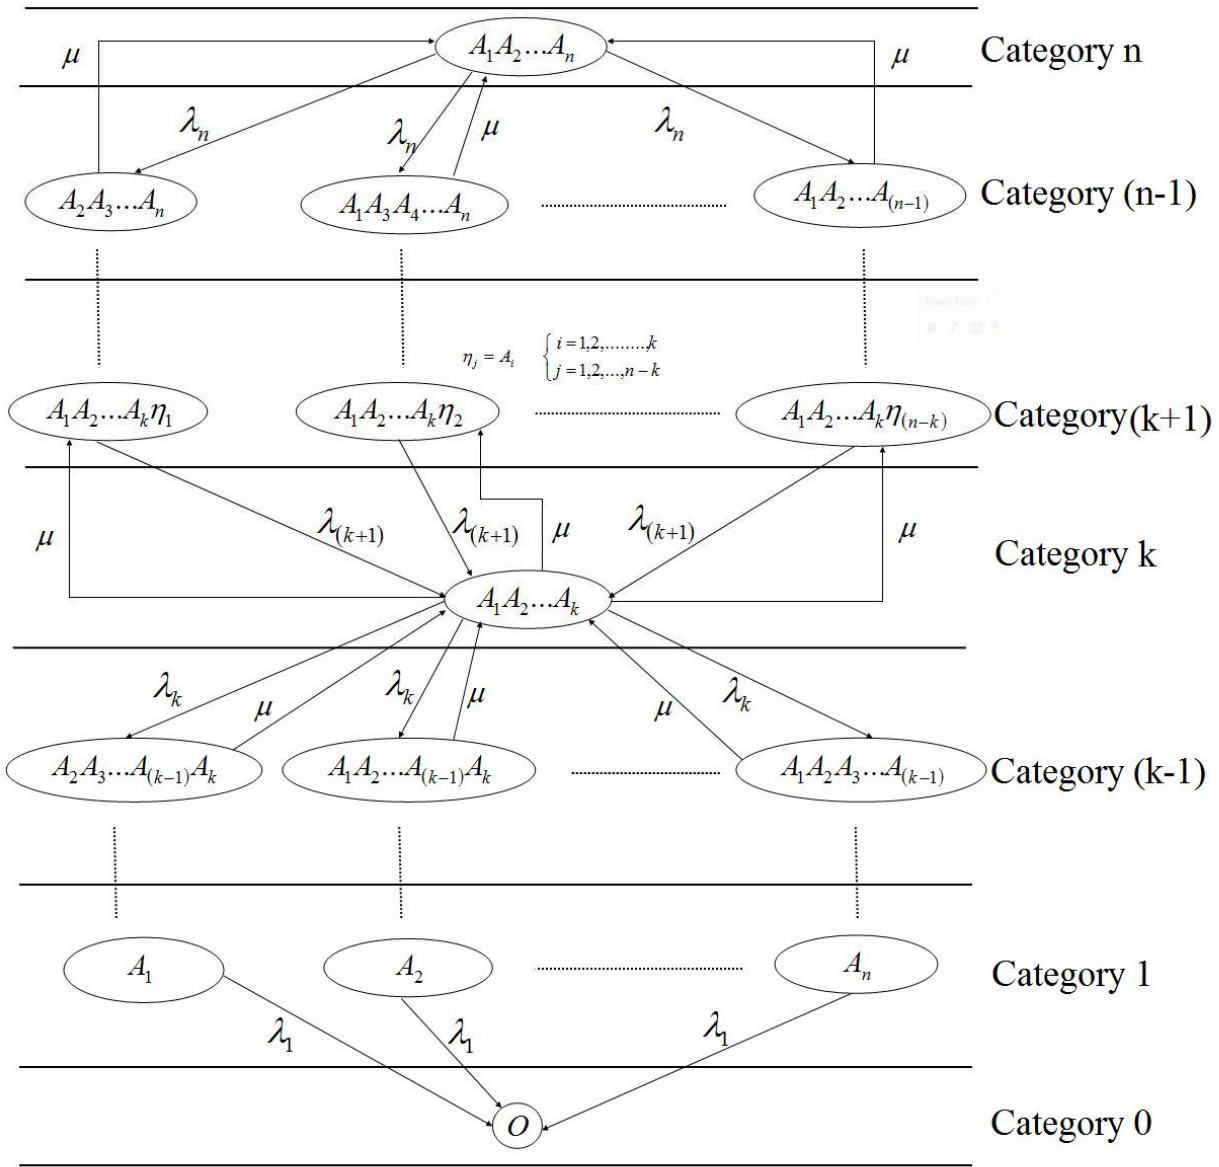 μ A₁A₂...Aₙ μ Category n
λₙ λₙ μ λₙ
A₂A₃...Aₙ A₁A₃A₄...Aₙ A₁A₂...A₍ₙ₋₁₎ Category (n-1)
Times New
B I
ηⱼ = Aᵢ { i = 1,2,........,k
j = 1,2,...,n − k
A₁A₂...Aₖη₁ A₁A₂...Aₖη₂ A₁A₂...Aₖη₍ₙ₋ₖ₎ Category(k+1)
μ λ₍ₖ₊₁₎ λ₍ₖ₊₁₎ μ λ₍ₖ₊₁₎ μ
Category k
A₁A₂...Aₖ
λₖ μ λₖ μ μ λₖ
A₂A₃...A₍ₖ₋₁₎Aₖ A₁A₂...A₍ₖ₋₁₎Aₖ A₁A₂A₃...A₍ₖ₋₁₎ Category (k-1)
A₁ A₂ Aₙ Category 1
λ₁ λ₁ λ₁
O Category 0